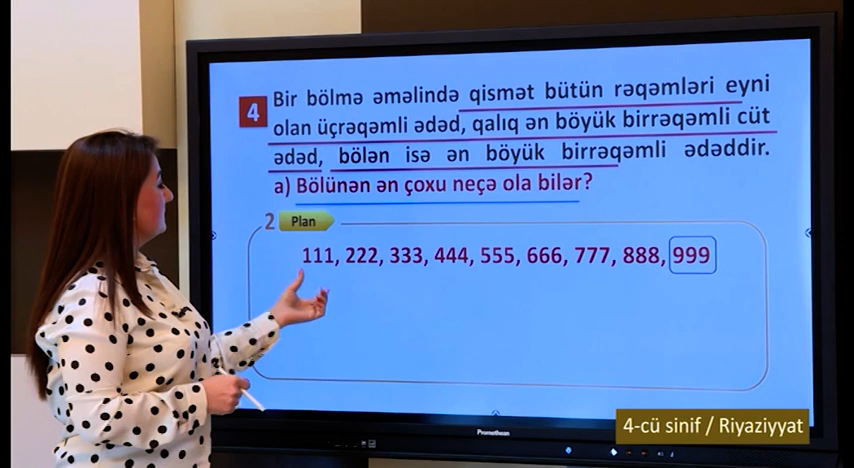 4
Bir bölmə əməlində qismət bütün rəqəmləri eyni
olan üçrəqəmli ədəd, qalıq ən böyük birrəqəmli cüt
ədəd, bölən isə ən böyük birrəqəmli ədəddir.
a) Bölünən ən çoxu neçə ola bilər?
2 Plan
111, 222, 333, 444, 555, 666, 777, 888, 999
Promethean
4-cü sinif / Riyaziyyat